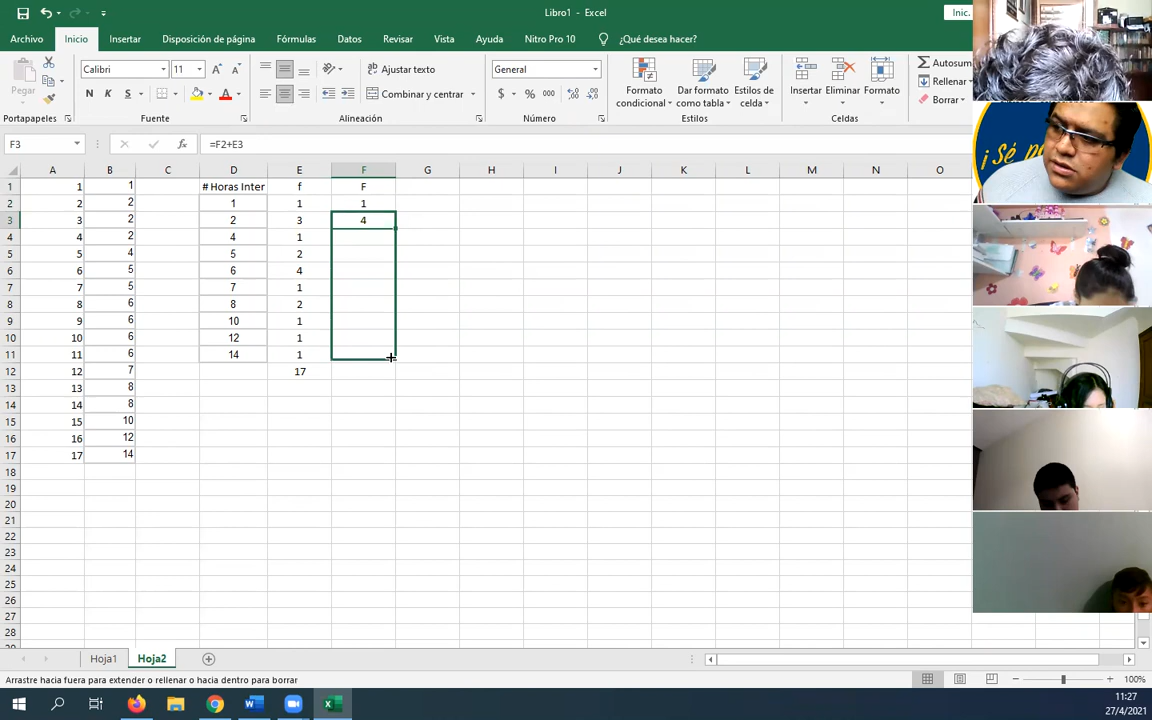 Libro1 - Excel
Inic.
Archivo Inicio Insertar Disposición de página Fórmulas Datos Revisar Vista Ayuda Nitro Pro 10 ¿Qué desea hacer?
Pegar
Calibri 11
Ajustar texto
General
Formato condicional
Dar formato como tabla
Estilos de celda
Insertar Eliminar Formato
Autosum
Rellenar
Borrar
N K S
Combinar y centrar
$ % 000
Portapapeles Fuente Alineación Número Estilos Celdas
F3 fx =F2+E3
A B C D E F G H I J K L M N O
1 1 1 # Horas Inter f F
2 2 2 1 1 1
3 3 2 2 3 4
4 4 2 4 1
5 5 4 5 2
6 6 5 6 4
7 7 5 7 1
8 8 6 8 2
9 9 6 10 1
10 10 6 12 1
11 11 6 14 1
12 12 7 17
13 13 8
14 14 8
15 15 10
16 16 12
17 17 14
18
19
20
21
22
23
24
25
26
27
28
Hoja1 Hoja2
Arrastre hacia fuera para extender o rellenar o hacia dentro para borrar
100%
11:27
27/4/2021
¡Sé